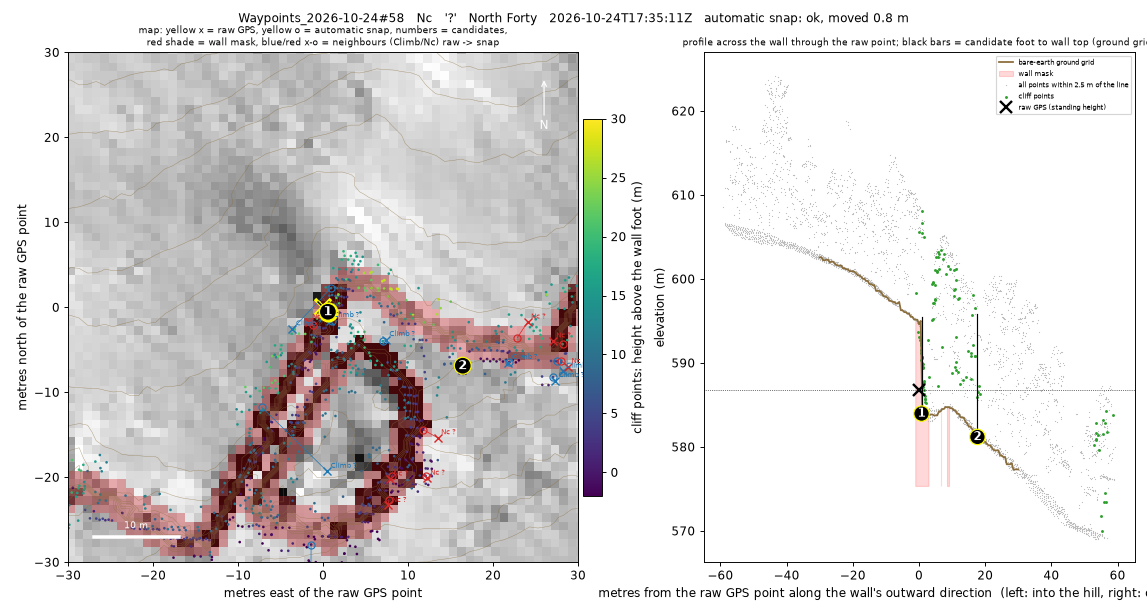 Waypoints_2026-10-24#58 Nc '?' North Forty 2026-10-24T17:35:11Z automatic snap: ok, moved 0.8 m
map: yellow x = raw GPS, yellow o = automatic snap, numbers = candidates,
red shade = wall mask, blue/red x-o = neighbours (Climb/Nc) raw -> snap
profile across the wall through the raw point; black bars = candidate foot to wall top (ground gri
30
20
10
0
−10
−20
−30
−30
−20
−10
0
10
20
30
metres north of the raw GPS point
metres east of the raw GPS point
N
10 m
1
2
Climb ?
Climb ?
Nc ?
Nc ?
Nc ?
30
25
20
15
10
5
0
cliff points: height above the wall foot (m)
bare-earth ground grid
wall mask
all points within 2.5 m of the line
cliff points
raw GPS (standing height)
620
610
600
590
580
570
elevation (m)
1
2
−60
−40
−20
0
20
40
60
metres from the raw GPS point along the wall's outward direction (left: into the hill, right: